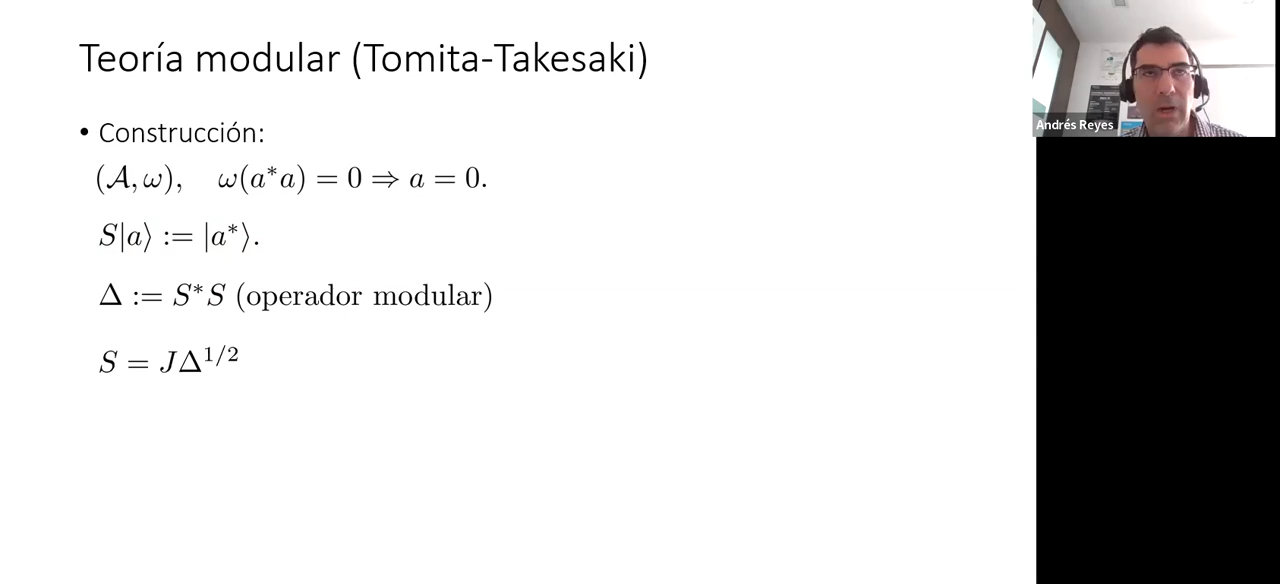 Teoría modular (Tomita-Takesaki)
• Construcción:
(𝒜, ω),   ω(a*a) = 0 ⇒ a = 0.
S|a⟩ := |a*⟩.
Δ := S*S (operador modular)
S = JΔ^{1/2}
Andrés Reyes